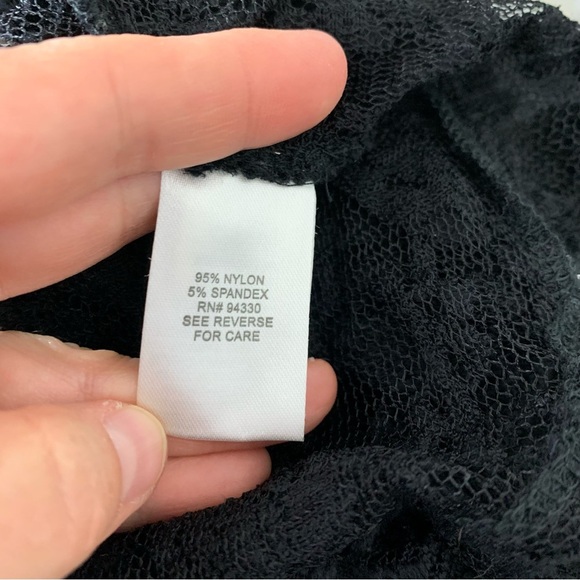 95% NYLON
5% SPANDEX
RN# 94330
SEE REVERSE
FOR CARE